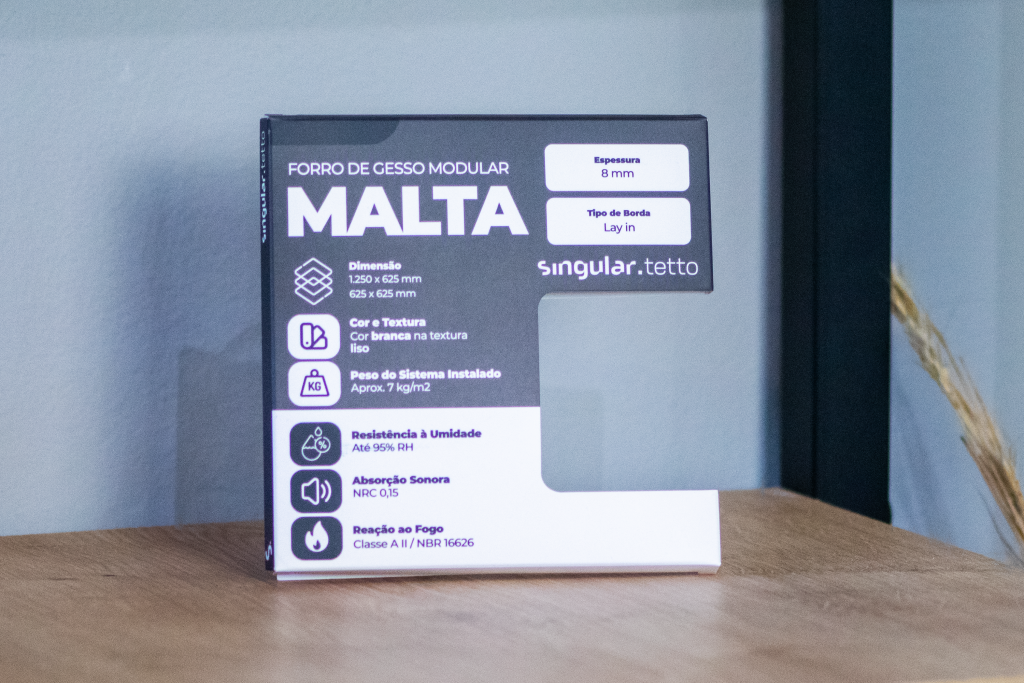 singular.tetto
FORRO DE GESSO MODULAR
MALTA
Espessura
8 mm
Tipo de Borda
Lay in
singular.tetto
Dimensão
1.250 x 625 mm
625 x 625 mm
Cor e Textura
Cor branca na textura
liso
KG
Peso do Sistema Instalado
Aprox. 7 kg/m2
%
Resistência à Umidade
Até 95% RH
Absorção Sonora
NRC 0,15
Reação ao Fogo
Classe A II / NBR 16626
S